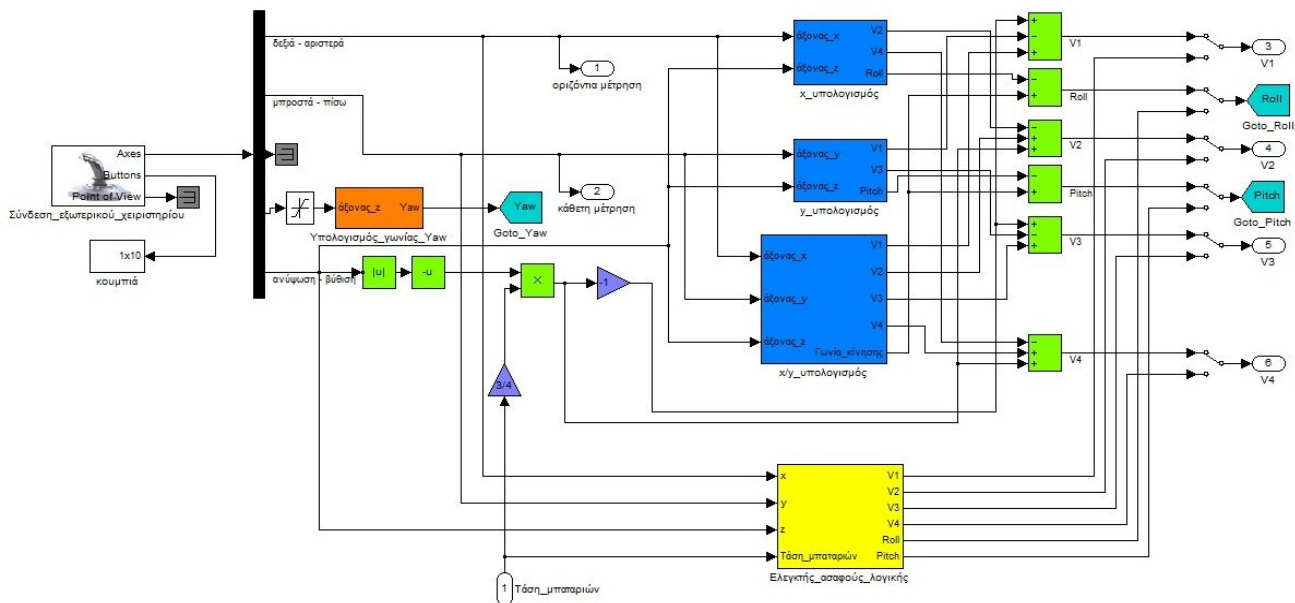 δεξιά - αριστερά
1
οριζόντια μέτρηση
μπροστά - πίσω
2
κάθετη μέτρηση
Axes
Buttons
Point of View
Σύνδεση_εξωτερικού_χειριστηρίου
1x10
κουμπιά
άξονας_z
Yaw
Υπολογισμός_γωνίας_Yaw
Yaw
Goto_Yaw
ανύψωση - βύθιση
|u|
-u
×
-1
3/4
1
Τάση_μπαταριών
άξονας_x
άξονας_z
V2
V4
Roll
x_υπολογισμός
άξονας_y
άξονας_z
V1
V3
Pitch
y_υπολογισμός
άξονας_x
άξονας_y
άξονας_z
V1
V2
V3
V4
Γωνία_κίνησης
x/y_υπολογισμός
x
y
z
Τάση_μπαταριών
V1
V2
V3
V4
Roll
Pitch
Ελεγκτής_ασαφούς_λογικής
+
-
+
V1
-
+
Roll
-
+
+
V2
-
+
Pitch
+
-
+
V3
-
+
+
V4
3
V1
Roll
Goto_Roll
4
V2
Pitch
Goto_Pitch
5
V3
6
V4